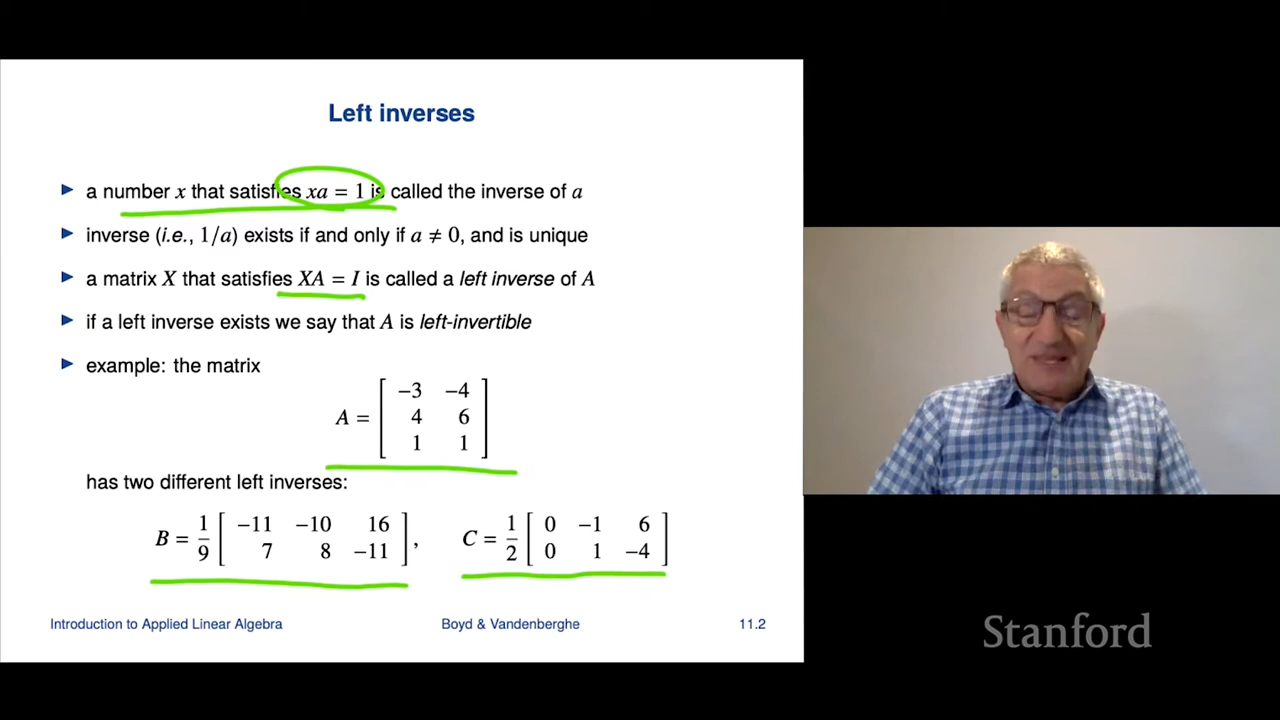 Left inverses
▶ a number x that satisfies xa = 1 is called the inverse of a
▶ inverse (i.e., 1/a) exists if and only if a ≠ 0, and is unique
▶ a matrix X that satisfies XA = I is called a left inverse of A
▶ if a left inverse exists we say that A is left-invertible
▶ example: the matrix
A = [ −3 −4
4 6
1 1 ]
has two different left inverses:
B = 1/9 [ −11 −10 16
7 8 −11 ], C = 1/2 [ 0 −1 6
0 1 −4 ]
Introduction to Applied Linear Algebra Boyd & Vandenberghe 11.2
Stanford